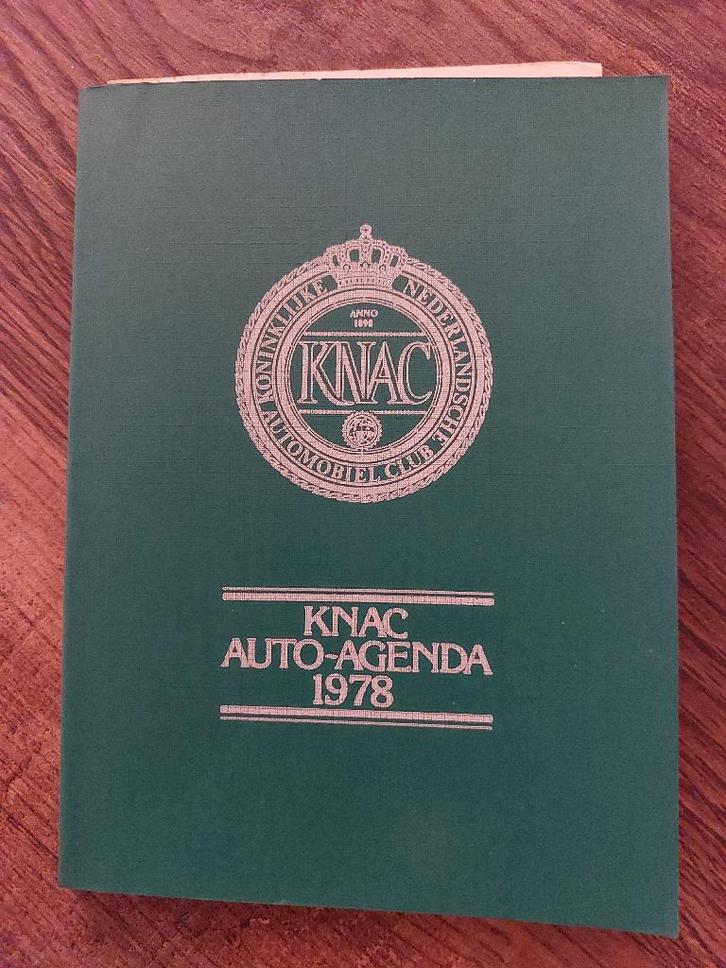 KONINKLIJKE NEDERLANDSCHE
AUTOMOBIEL CLUB
ANNO
1898
KNAC
KNAC
AUTO-AGENDA
1978